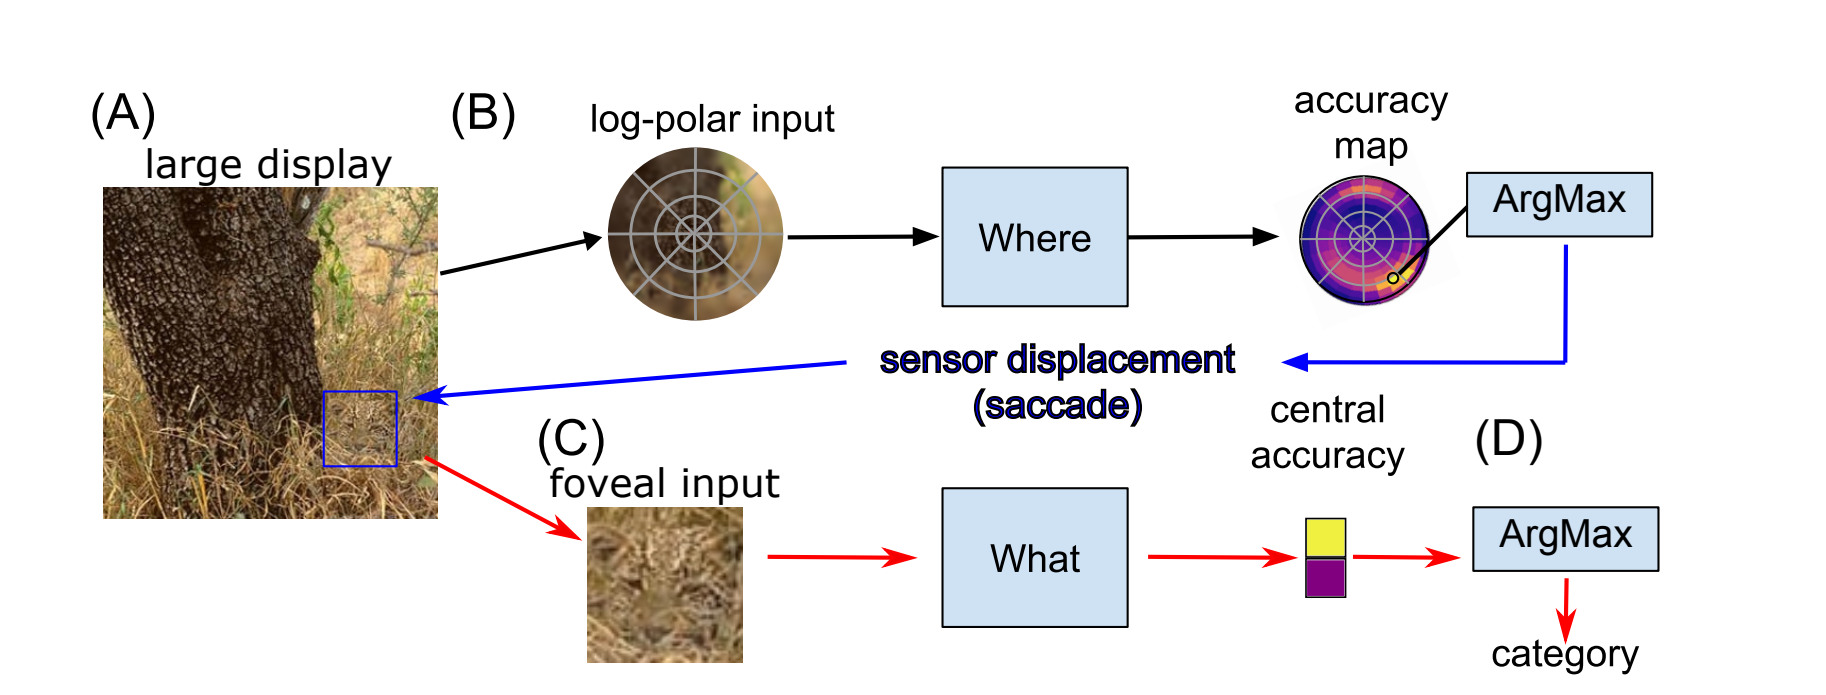 (A)
large display
(B)
log-polar input
Where
accuracy
map
ArgMax
sensor displacement
(saccade)
(C)
foveal input
What
central
accuracy
(D)
ArgMax
category